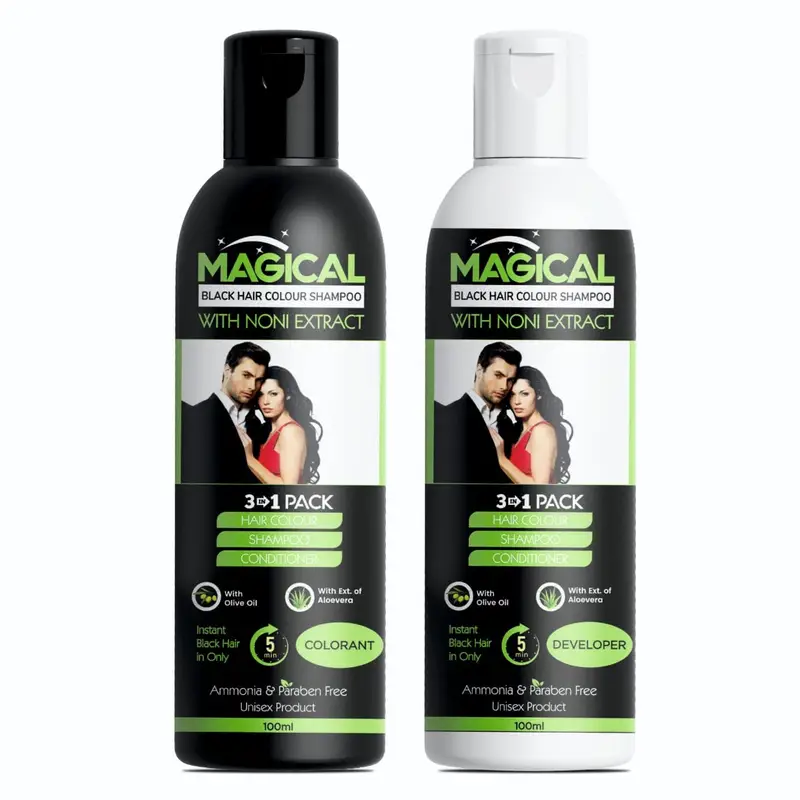 MAGICAL
BLACK HAIR COLOUR SHAMPOO
WITH NONI EXTRACT
3 IN 1 PACK
HAIR COLOUR
SHAMPOO
CONDITIONER
With
Olive Oil
With Ext. of
Aloevera
Instant
Black Hair
in Only
5
min
COLORANT
Ammonia & Paraben Free
Unisex Product
100ml
MAGICAL
BLACK HAIR COLOUR SHAMPOO
WITH NONI EXTRACT
3 IN 1 PACK
HAIR COLOUR
SHAMPOO
CONDITIONER
With
Olive Oil
With Ext. of
Aloevera
Instant
Black Hair
in Only
5
min
DEVELOPER
Ammonia & Paraben Free
Unisex Product
100ml